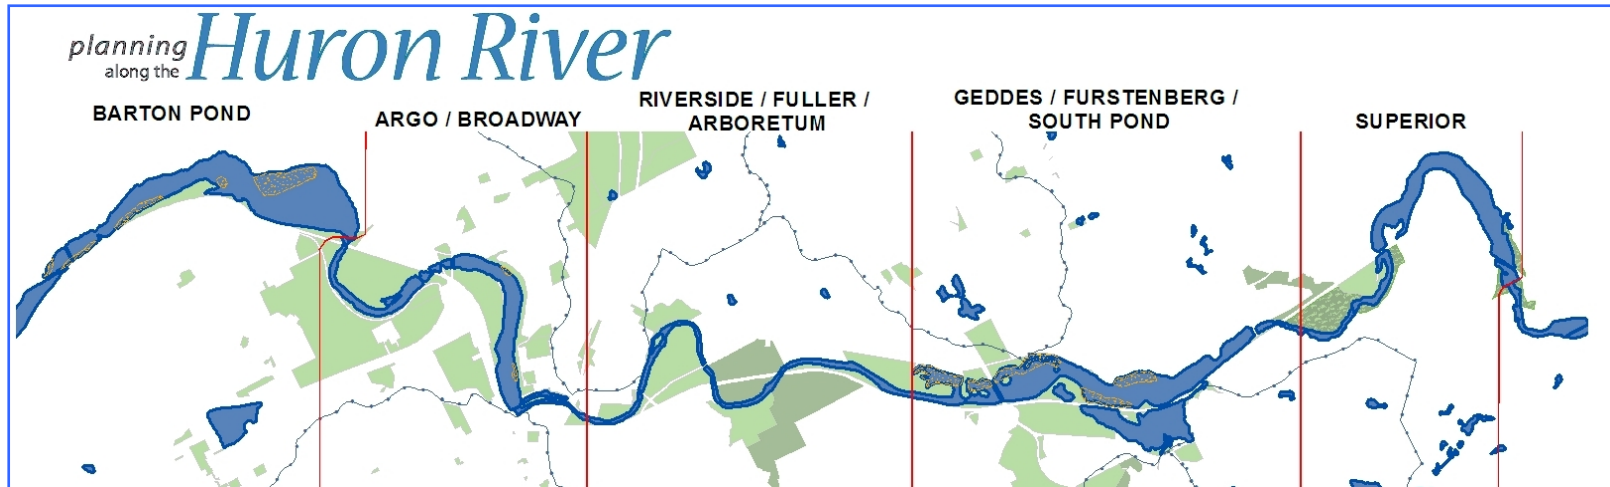 planning
along the
Huron River
BARTON POND
ARGO / BROADWAY
RIVERSIDE / FULLER /
ARBORETUM
GEDDES / FURSTENBERG /
SOUTH POND
SUPERIOR